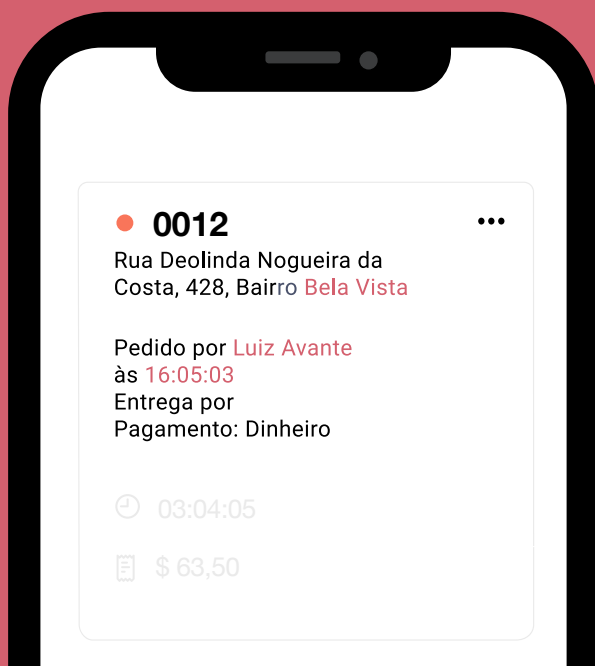 0012
Rua Deolinda Nogueira da
Costa, 428, Bairro Bela Vista
Pedido por Luiz Avante
às 16:05:03
Entrega por
Pagamento: Dinheiro
03:04:05
$ 63,50